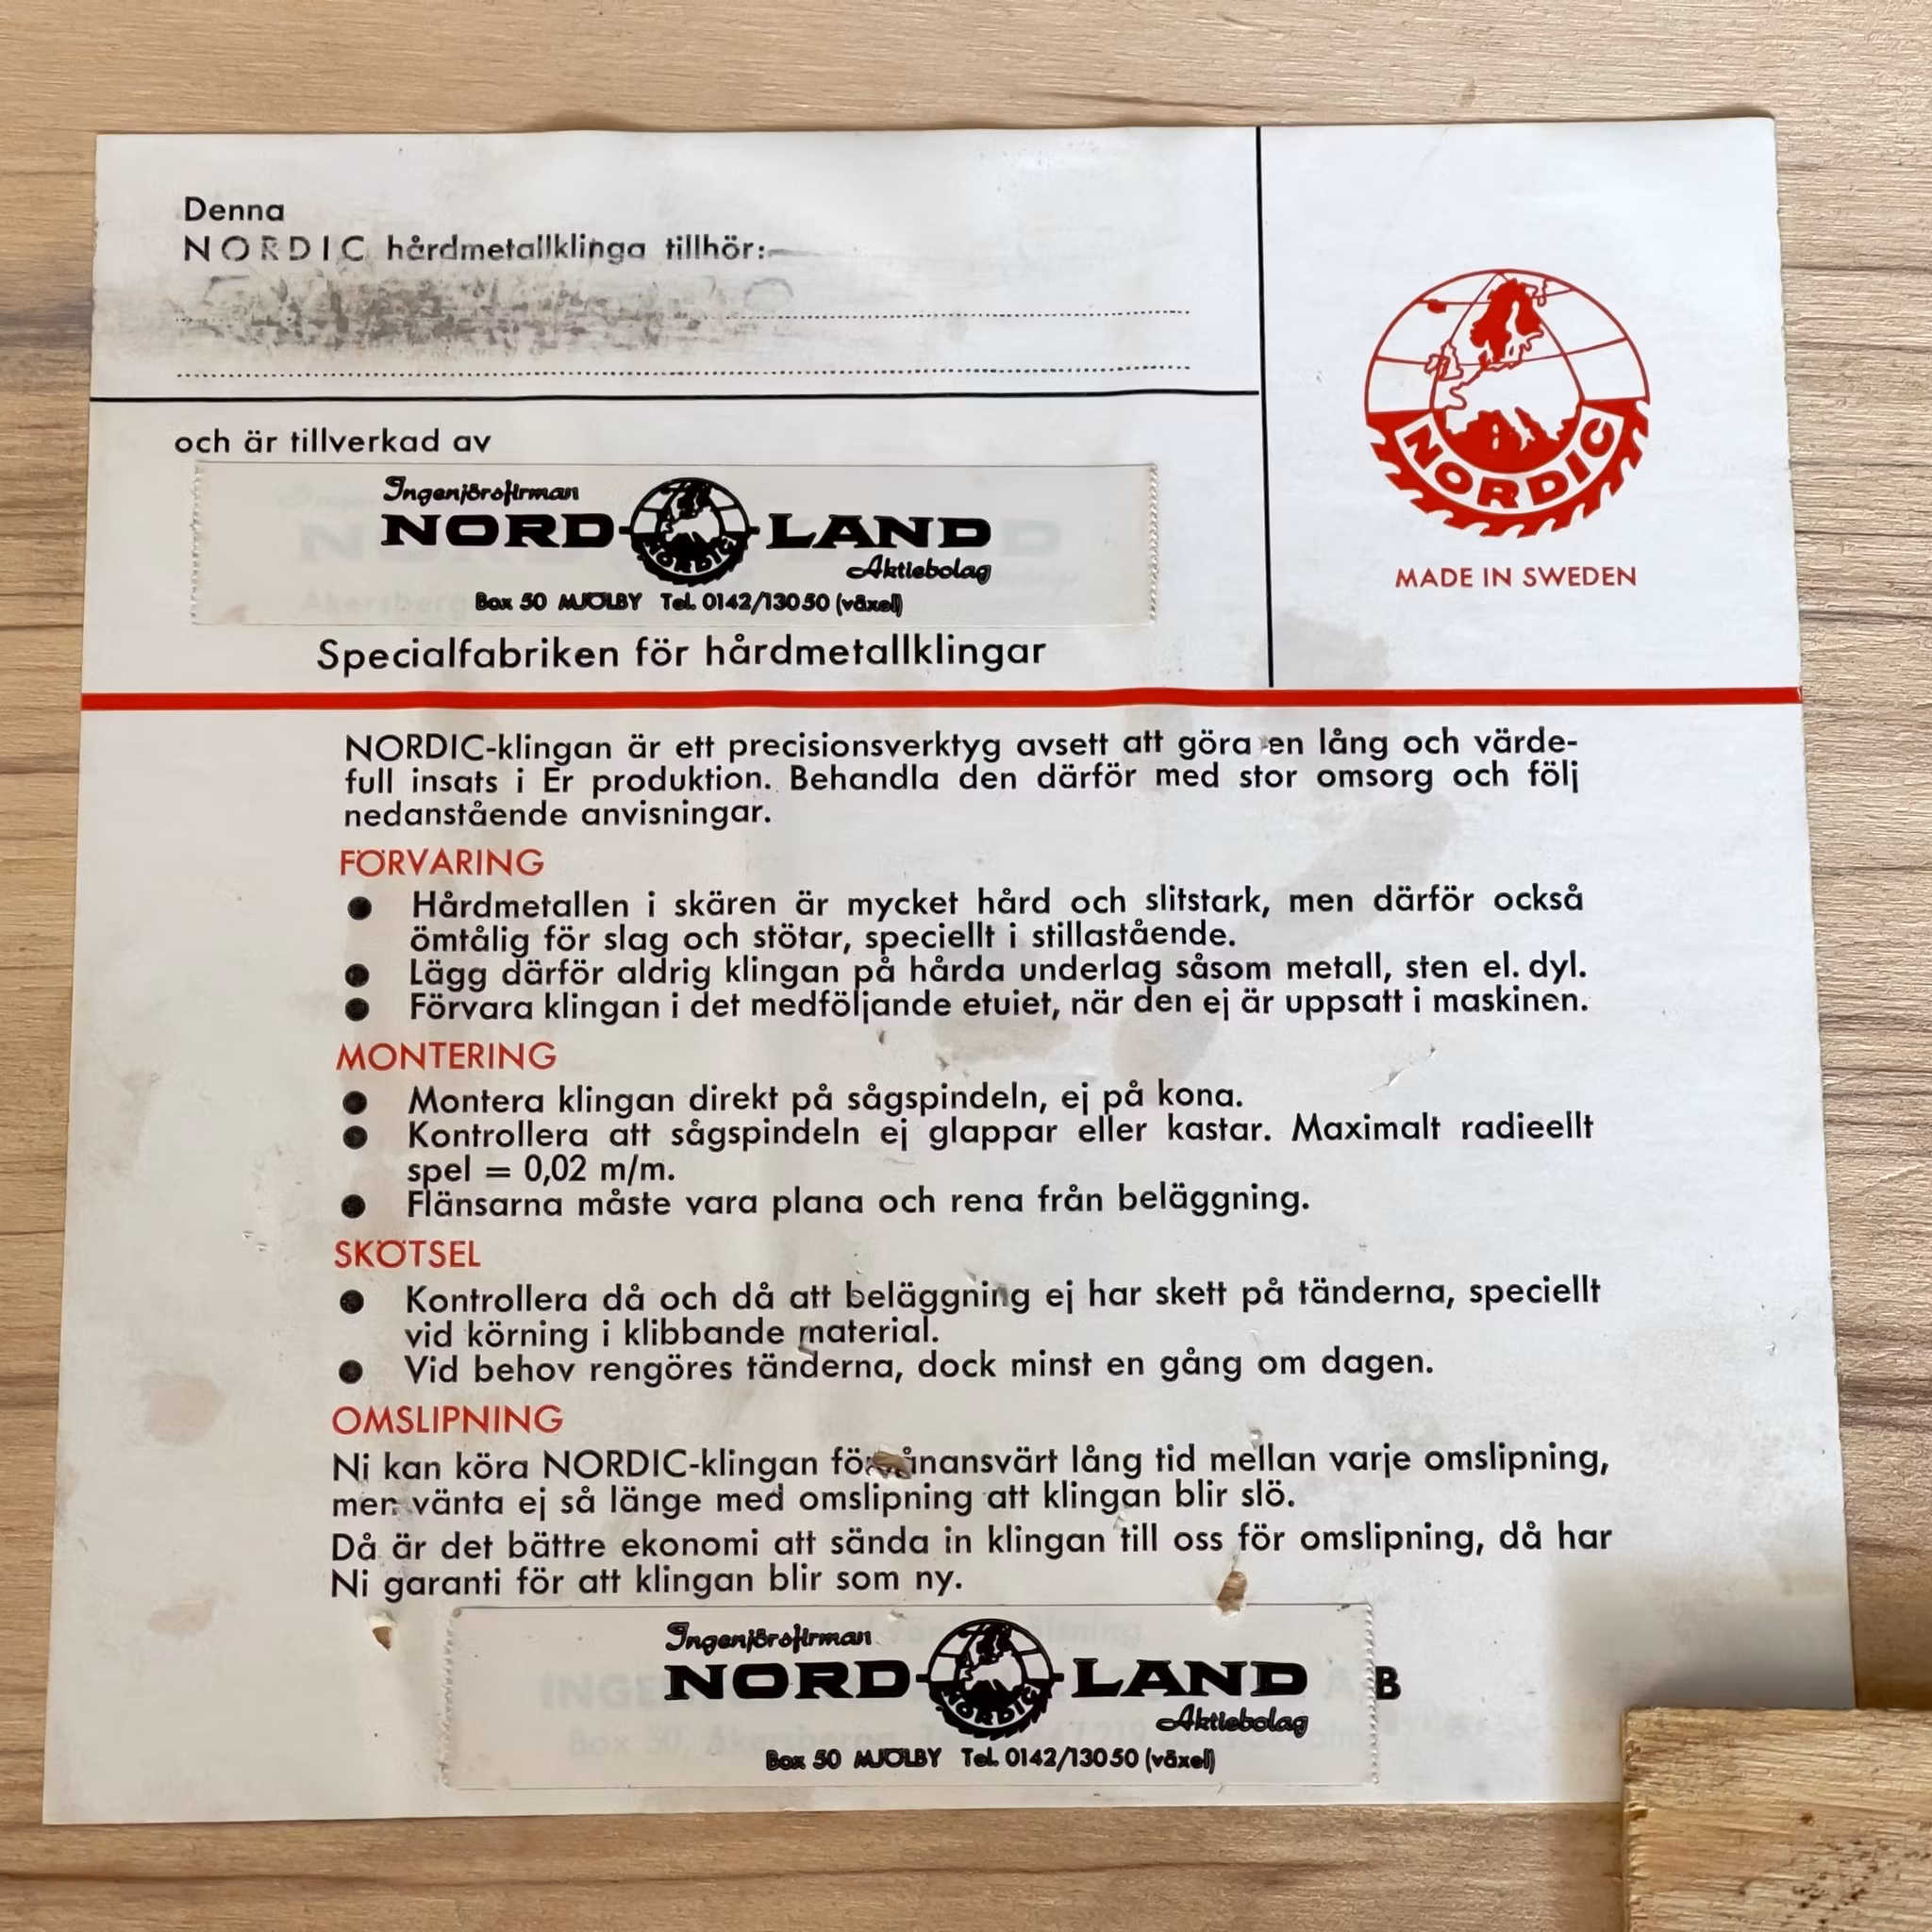 Denna
NORDIC hårdmetallklinga tillhör:
och är tillverkad av
Ingenjörsfirman
NORD NORDIC LAND
Aktiebolag
Box 50 MJÖLBY Tel. 0142/13050 (växel)
Specialfabriken för hårdmetallklingar
NORDIC
MADE IN SWEDEN
NORDIC-klingan är ett precisionsverktyg avsett att göra en lång och värde-
full insats i Er produktion. Behandla den därför med stor omsorg och följ
nedanstående anvisningar.
FÖRVARING
● Hårdmetallen i skären är mycket hård och slitstark, men därför också
ömtålig för slag och stötar, speciellt i stillastående.
● Lägg därför aldrig klingan på hårda underlag såsom metall, sten el. dyl.
● Förvara klingan i det medföljande etuiet, när den ej är uppsatt i maskinen.
MONTERING
● Montera klingan direkt på sågspindeln, ej på kona.
● Kontrollera att sågspindeln ej glappar eller kastar. Maximalt radieellt
spel = 0,02 m/m.
● Flänsarna måste vara plana och rena från beläggning.
SKÖTSEL
● Kontrollera då och då att beläggning ej har skett på tänderna, speciellt
vid körning i klibbande material.
● Vid behov rengöres tänderna, dock minst en gång om dagen.
OMSLIPNING
Ni kan köra NORDIC-klingan förvånansvärt lång tid mellan varje omslipning,
men vänta ej så länge med omslipning att klingan blir slö.
Då är det bättre ekonomi att sända in klingan till oss för omslipning, då har
Ni garanti för att klingan blir som ny.
Ingenjörsfirman
NORD NORDIC LAND B
Aktiebolag
Box 50 MJÖLBY Tel. 0142/13050 (växel)